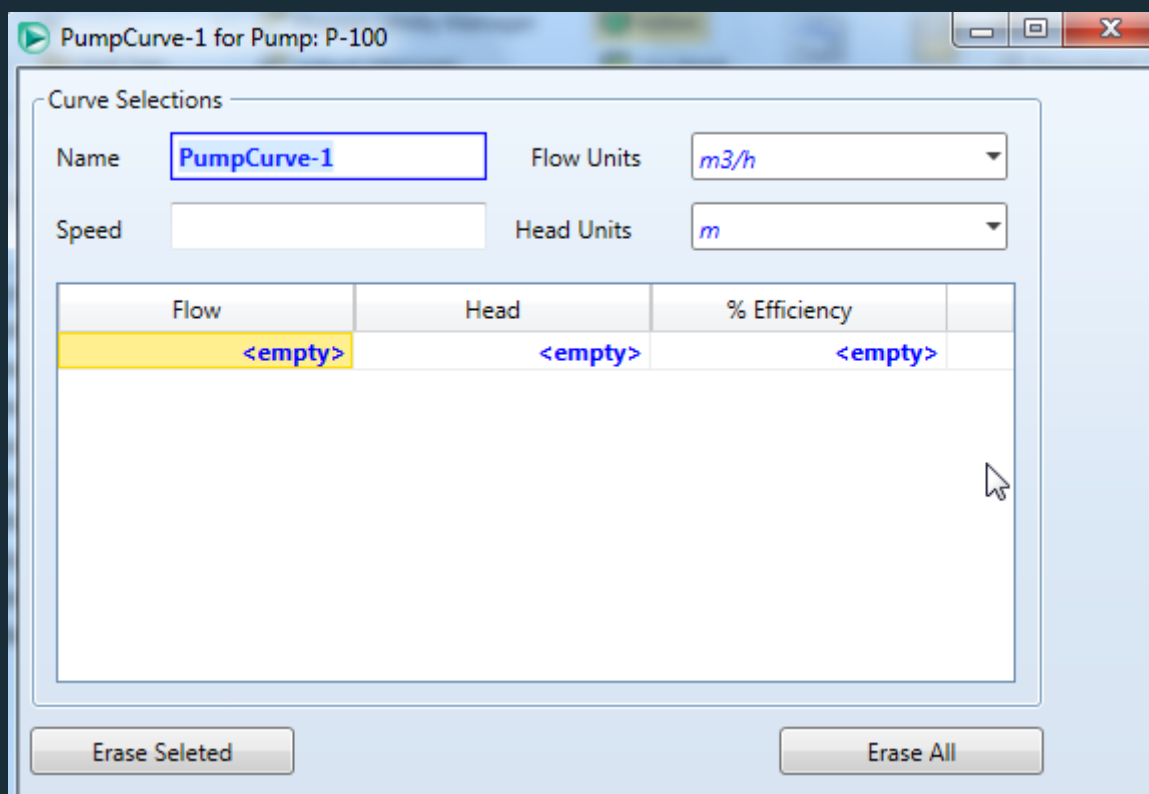 PumpCurve-1 for Pump: P-100
Curve Selections
Name PumpCurve-1 Flow Units m3/h
Speed Head Units m
Flow Head % Efficiency
<empty> <empty> <empty>
Erase Seleted Erase All